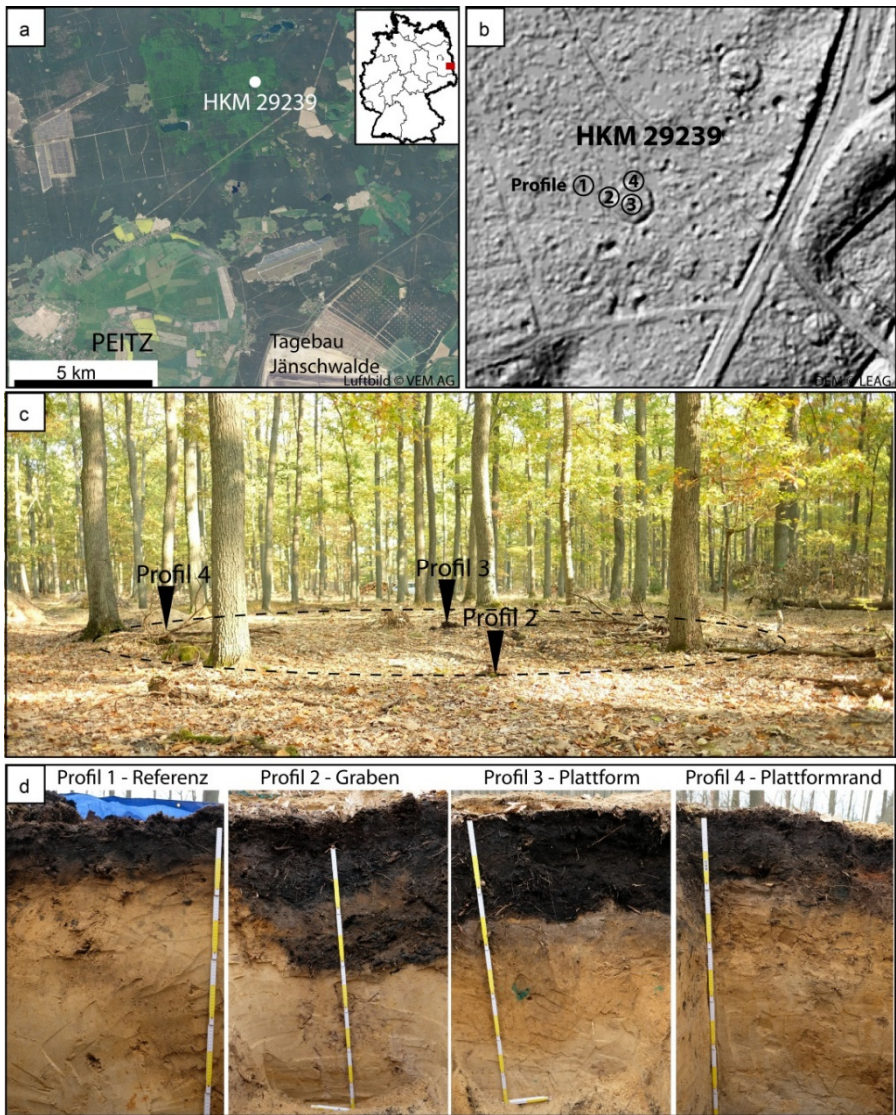 a
HKM 29239
PEITZ
Tagebau
Jänschwalde
5 km
Luftbild © VEM AG
b
HKM 29239
Profile 1 2 3 4
DEM © LEAG
c
Profil 4
Profil 3
Profil 2
d
Profil 1 - Referenz
Profil 2 - Graben
Profil 3 - Plattform
Profil 4 - Plattformrand